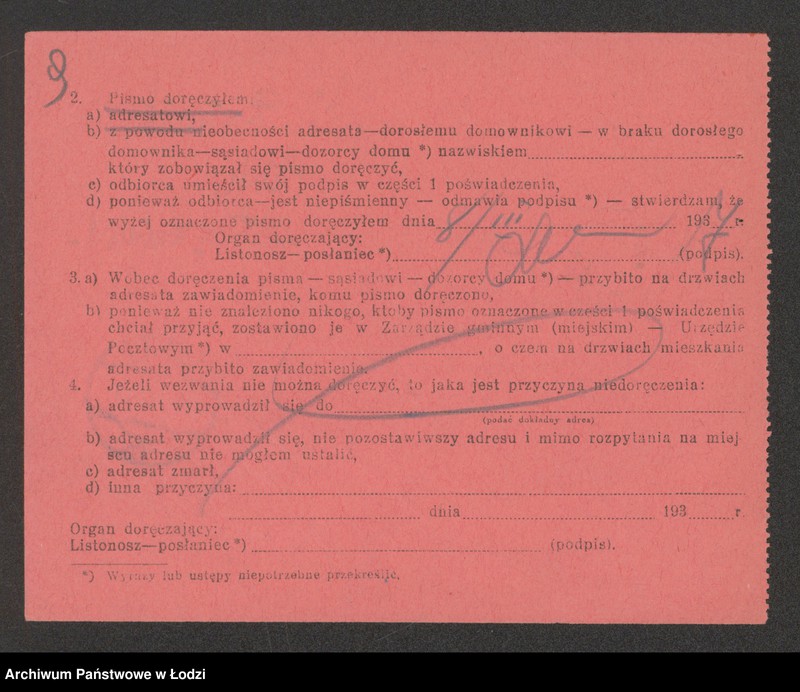 9
2. Pismo doręczyłem:
a) adresatowi,
b) z powodu nieobecności adresata—dorosłemu domownikowi — w braku dorosłego
domownika—sąsiadowi—dozorcy domu *) nazwiskiem
który zobowiązał się pismo doręczyć,
c) odbiorca umieścił swój podpis w części 1 poświadczenia,
d) ponieważ odbiorca—jest niepiśmienny — odmawia podpisu *) — stwierdzam, że
wyżej oznaczone pismo doręczyłem dnia 8/III 1937 r.
Organ doręczający:
Listonosz—posłaniec *) (podpis).
3. a) Wobec doręczenia pisma — sąsiadowi — dozorcy domu *) — przybito na drzwiach
adresata zawiadomienie, komu pismo doręczono,
b) ponieważ nie znaleziono nikogo, ktoby pismo oznaczone w części 1 poświadczenia
chciał przyjąć, zostawiono je w Zarządzie gminnym (miejskim) — Urzędzie
Pocztowym *) w , o czem na drzwiach mieszkania
adresata przybito zawiadomienie.
4. Jeżeli wezwania nie można doręczyć, to jaka jest przyczyna niedoręczenia:
a) adresat wyprowadził się do
(podać dokładny adres)
b) adresat wyprowadził się, nie pozostawiwszy adresu i mimo rozpytania na miej
scu adresu nie mogłem ustalić,
c) adresat zmarł,
d) inna przyczyna:
dnia 193 r.
Organ doręczający:
Listonosz—posłaniec *) (podpis).
*) Wyrazy lub ustępy niepotrzebne przekreślić.
Archiwum Państwowe w Łodzi